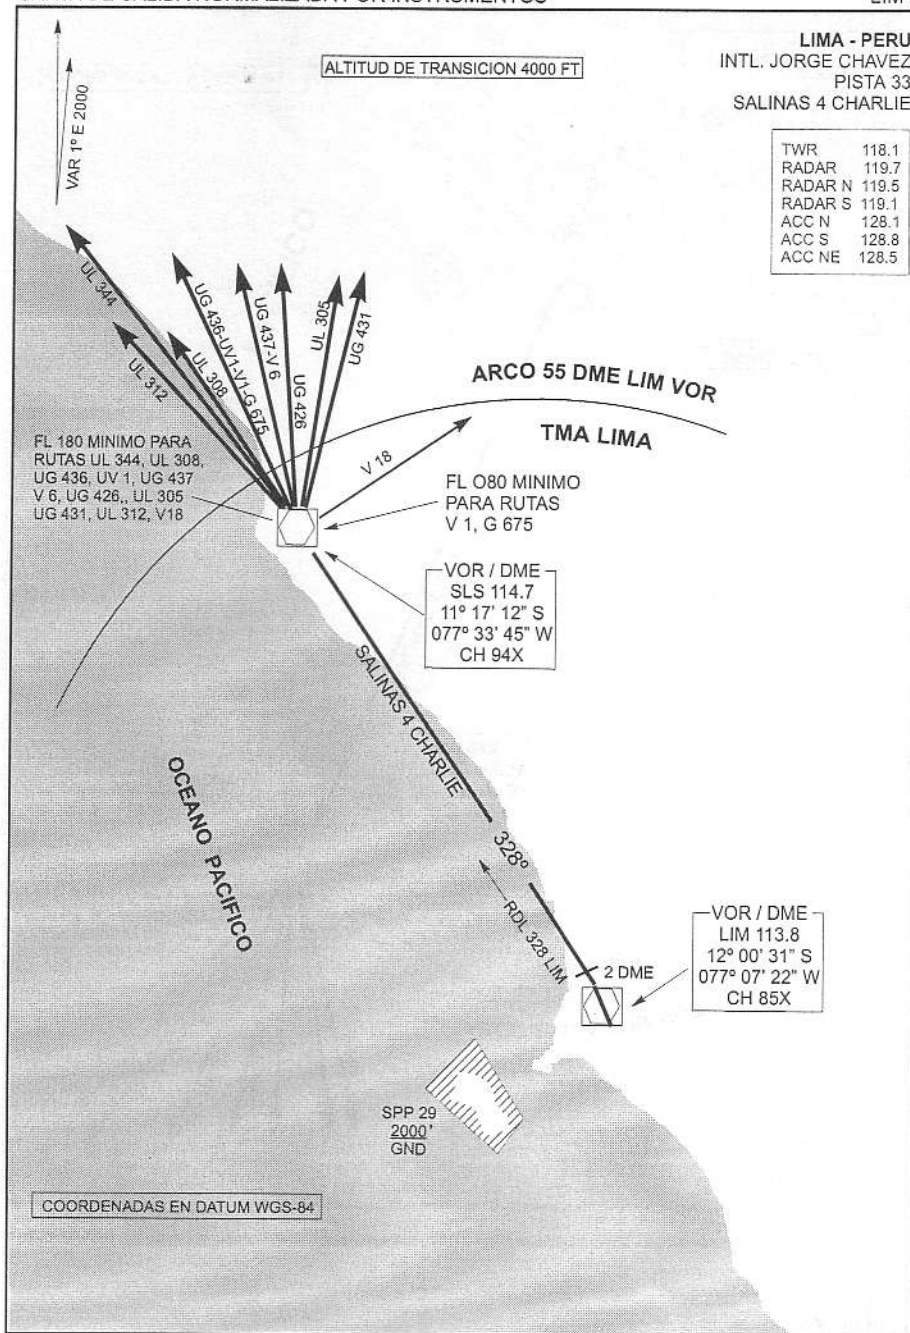 LIMA - PERU
INTL. JORGE CHAVEZ
PISTA 33
SALINAS 4 CHARLIE
ALTITUD DE TRANSICION 4000 FT
VAR 1º E 2000
TWR 118.1
RADAR 119.7
RADAR N 119.5
RADAR S 119.1
ACC N 128.1
ACC S 128.8
ACC NE 128.5
UL 344
UL 312
UL 308
UG 436-UV1-V1-G 675
UG 437-V 6
UG 426
UL 305
UG 431
ARCO 55 DME LIM VOR
TMA LIMA
V 18
FL 180 MINIMO PARA
RUTAS UL 344, UL 308,
UG 436, UV 1, UG 437
V 6, UG 426,, UL 305
UG 431, UL 312, V18
FL O80 MINIMO
PARA RUTAS
V 1, G 675
VOR / DME
SLS 114.7
11º 17' 12" S
077º 33' 45" W
CH 94X
SALINAS 4 CHARLIE
328º
RDL 328 LIM
OCEANO PACIFICO
2 DME
VOR / DME
LIM 113.8
12º 00' 31" S
077º 07' 22" W
CH 85X
SPP 29
2000'
GND
COORDENADAS EN DATUM WGS-84